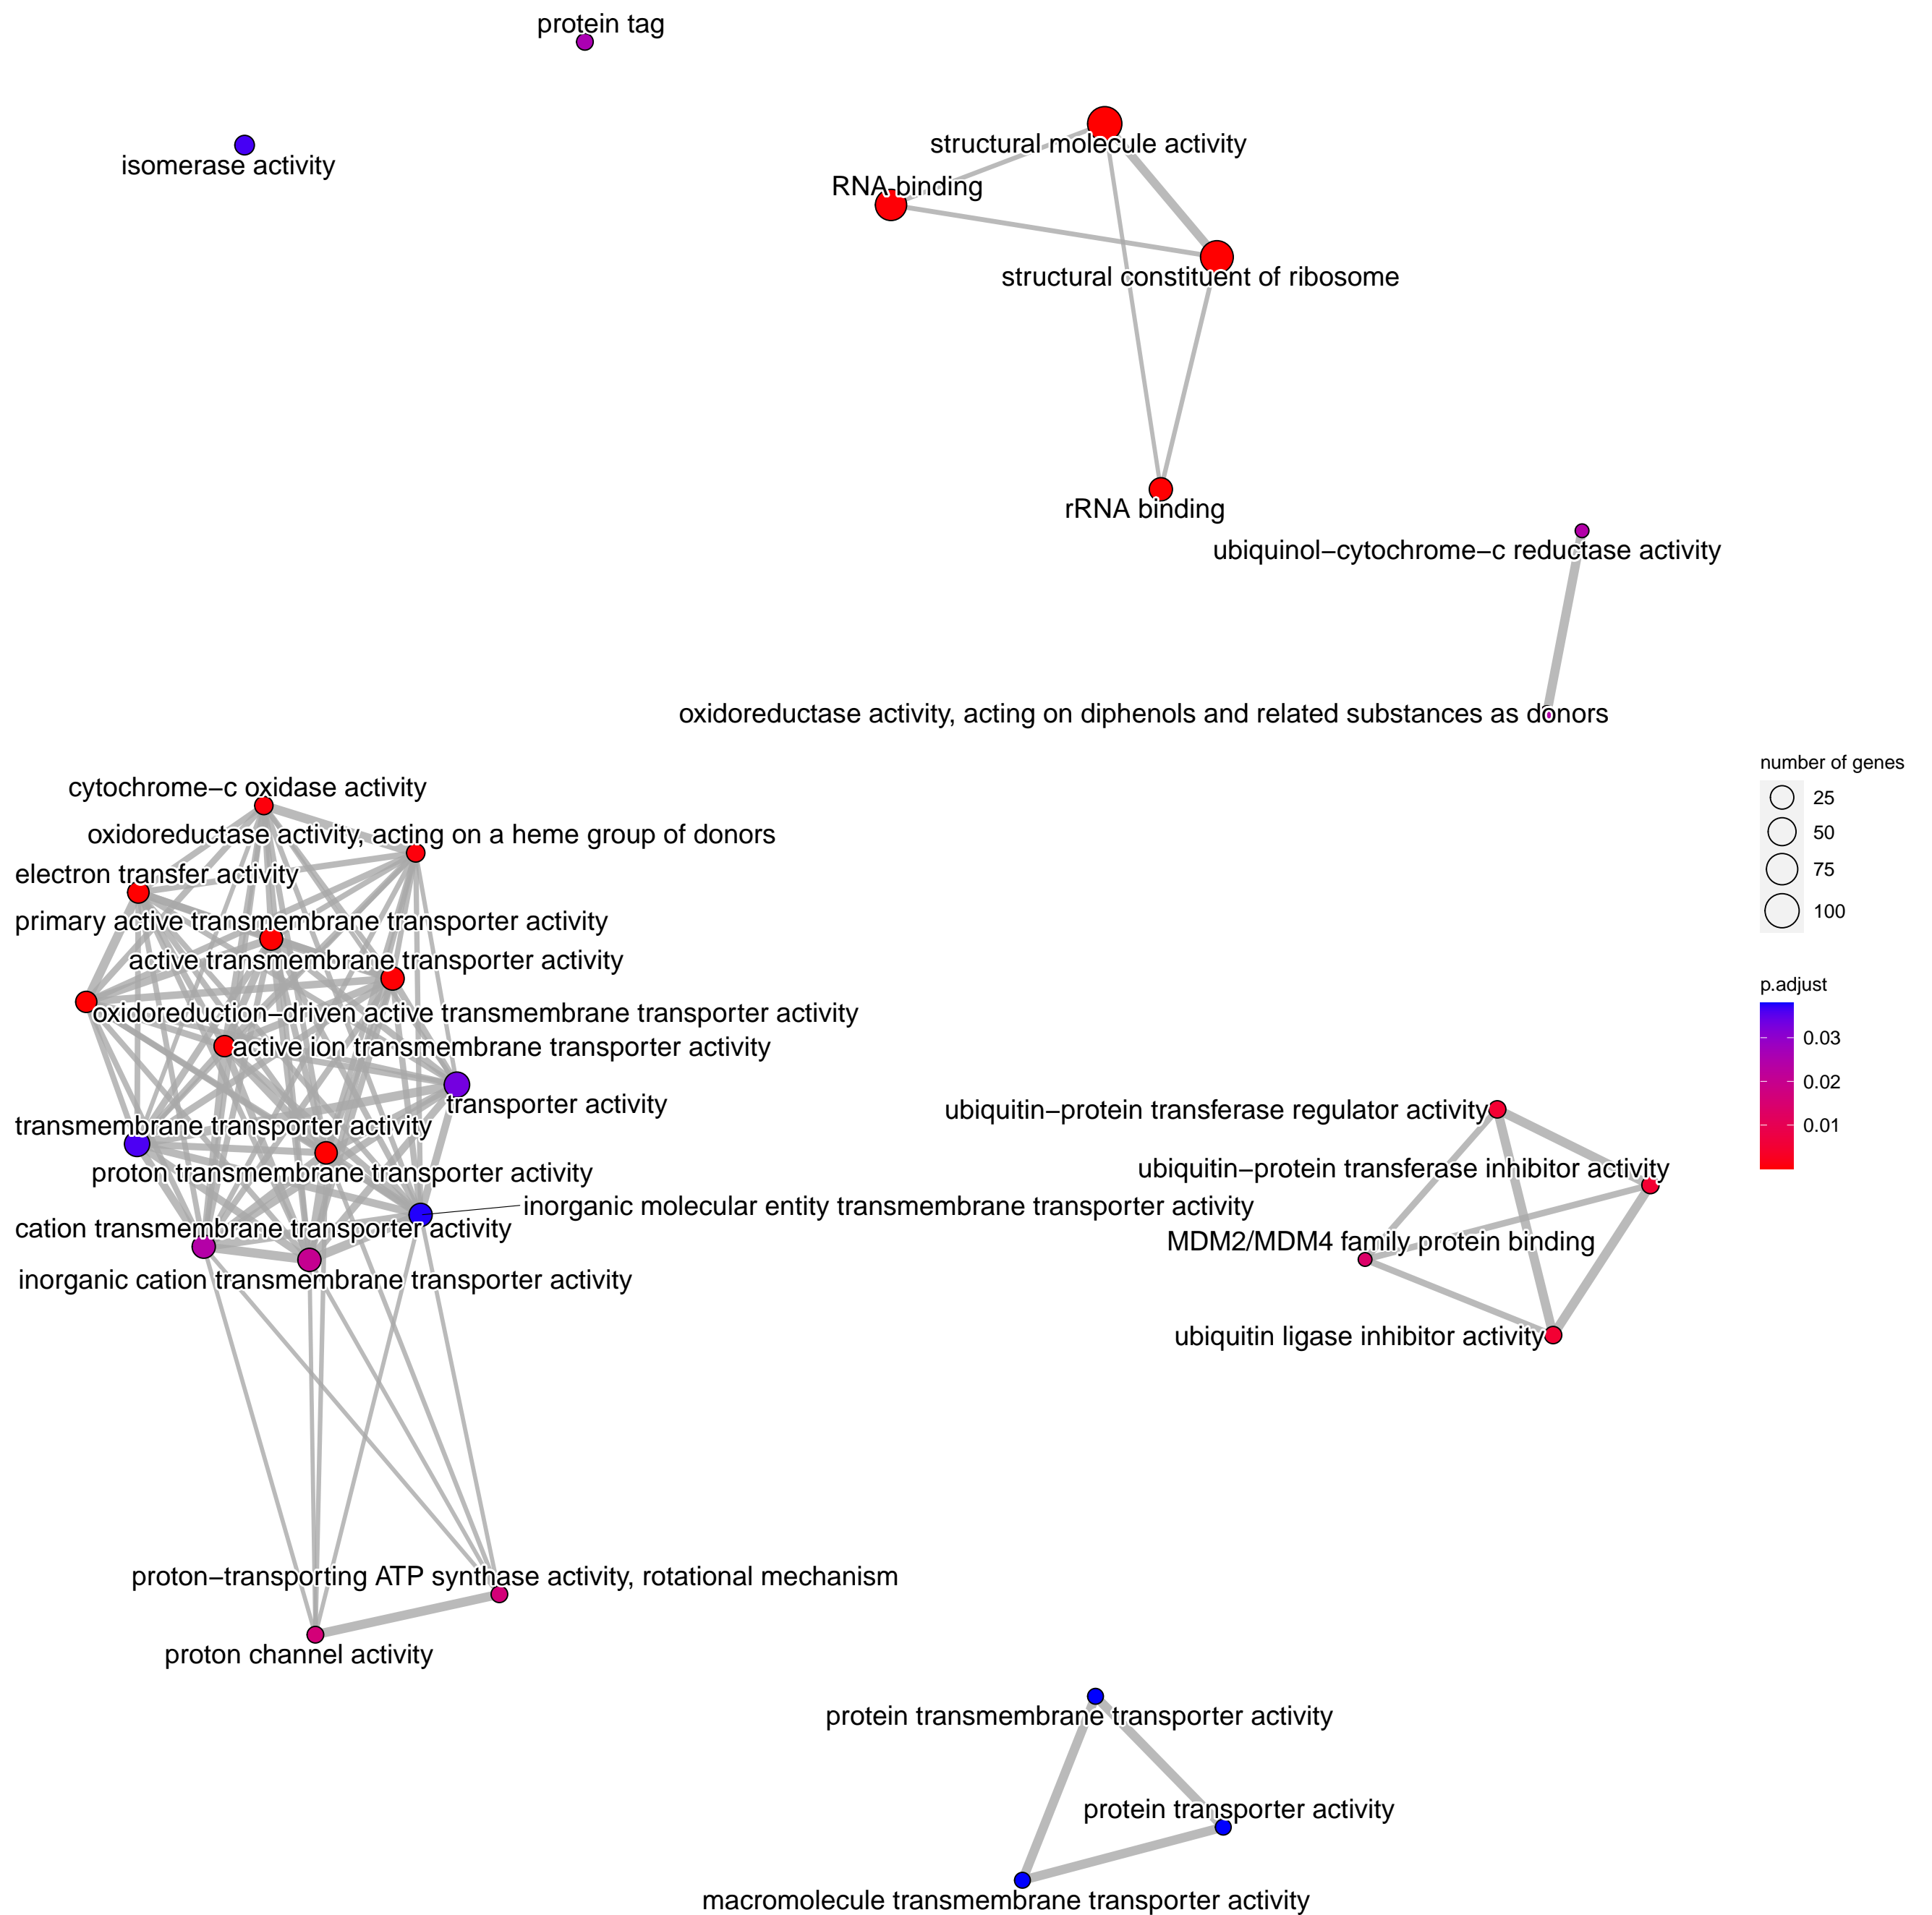 protein tag
structural molecule activity
isomerase activity
RNA binding
structural constituent of ribosome
rRNA binding
ubiquinol−cytochrome−c reductase activity
oxidoreductase activity, acting on diphenols and related substances as donors
number of genes
25
50
75
100
p.adjust
0.03
0.02
0.01
cytochrome−c oxidase activity
oxidoreductase activity, acting on a heme group of donors
electron transfer activity
primary active transmembrane transporter activity
active transmembrane transporter activity
oxidoreduction−driven active transmembrane transporter activity
active ion transmembrane transporter activity
transporter activity
transmembrane transporter activity
proton transmembrane transporter activity
inorganic molecular entity transmembrane transporter activity
cation transmembrane transporter activity
inorganic cation transmembrane transporter activity
ubiquitin−protein transferase regulator activity
ubiquitin−protein transferase inhibitor activity
MDM2/MDM4 family protein binding
ubiquitin ligase inhibitor activity
proton−transporting ATP synthase activity, rotational mechanism
proton channel activity
protein transmembrane transporter activity
protein transporter activity
macromolecule transmembrane transporter activity